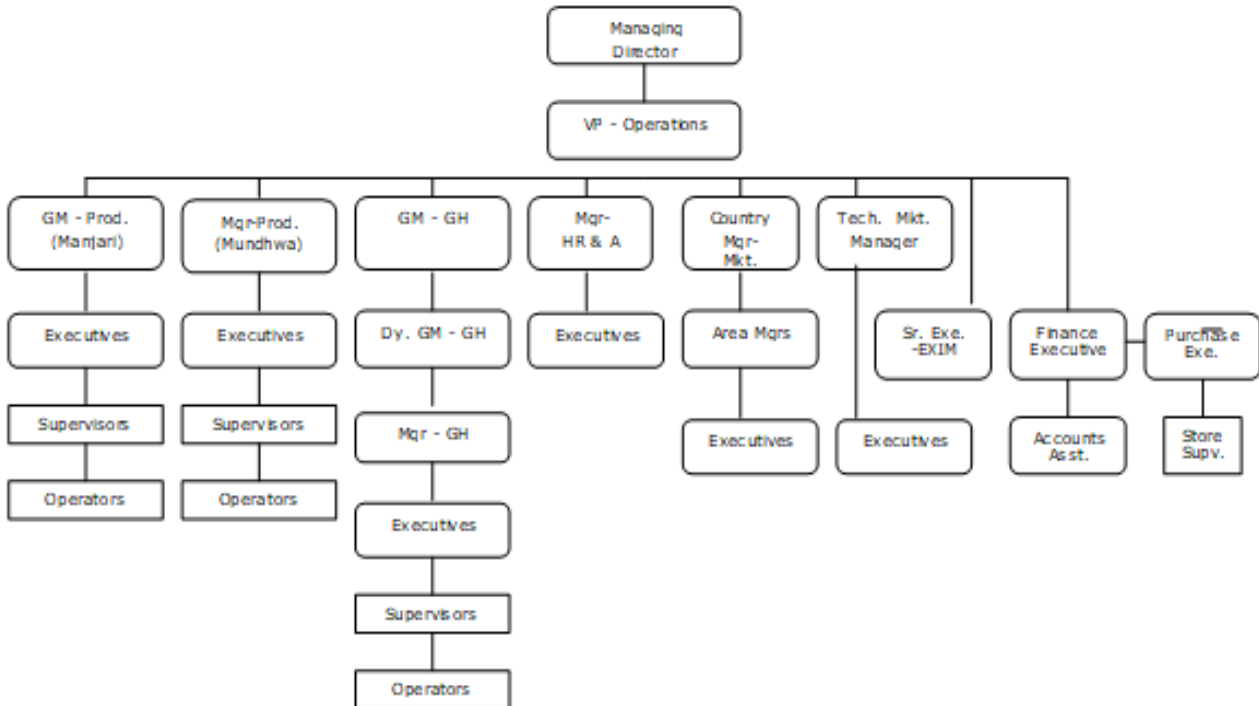 Managing
Director
VP - Operations
GM - Prod.
(Manjari)
Mgr-Prod.
(Mundhwa)
GM - GH
Mgr-
HR & A
Country
Mgr-
Mkt.
Tech. Mkt.
Manager
Executives
Executives
Dy. GM - GH
Executives
Area Mgrs
Sr. Exe.
-EXIM
Finance
Executive
Purchase
Exe.
Supervisors
Supervisors
Mgr - GH
Executives
Executives
Accounts
Asst.
Store
Supv.
Operators
Operators
Executives
Supervisors
Operators